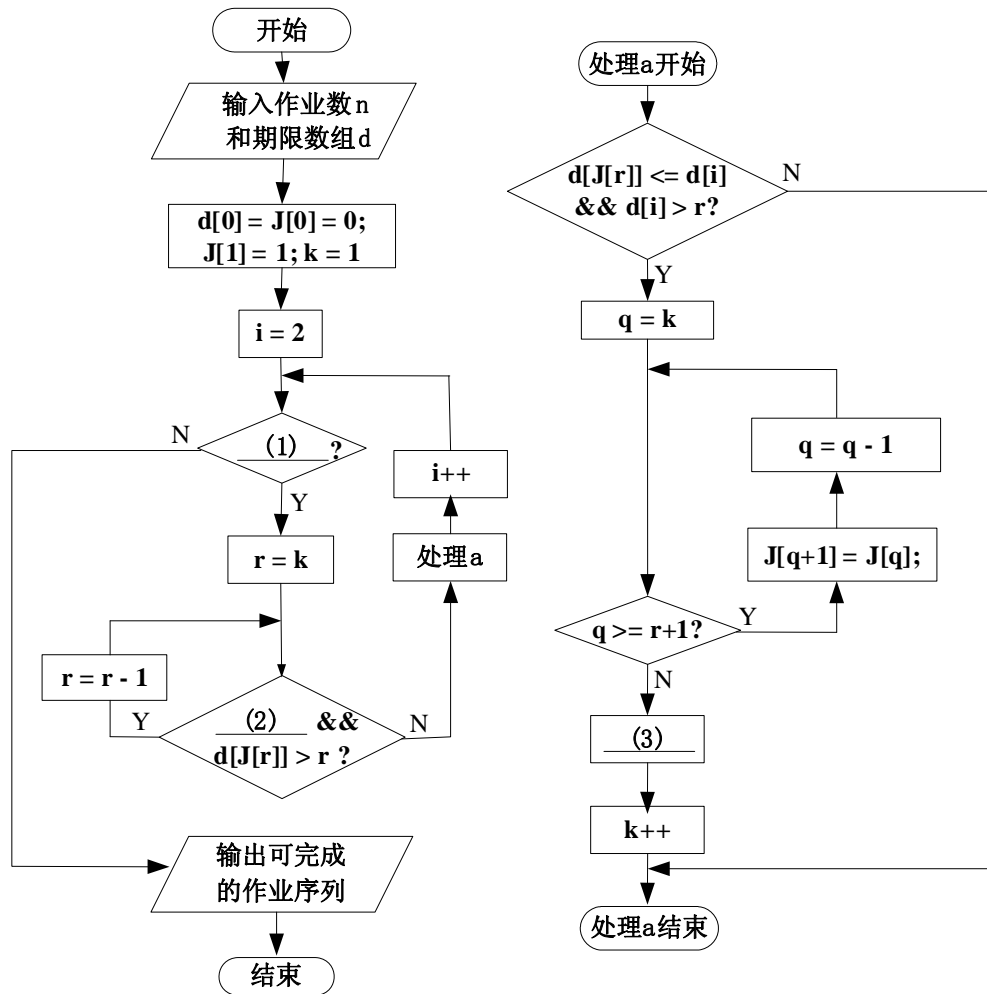 开始
输入作业数n
和期限数组d
d[0] = J[0] = 0;
J[1] = 1; k = 1
i = 2
(1) ?
N
Y
i++
r = k
处理a
r = r - 1
Y
(2) &&
d[J[r]] > r ?
N
输出可完成
的作业序列
结束
处理a开始
d[J[r]] <= d[i]
&& d[i] > r?
N
Y
q = k
q = q - 1
J[q+1] = J[q];
q >= r+1?
Y
N
(3)
k++
处理a结束